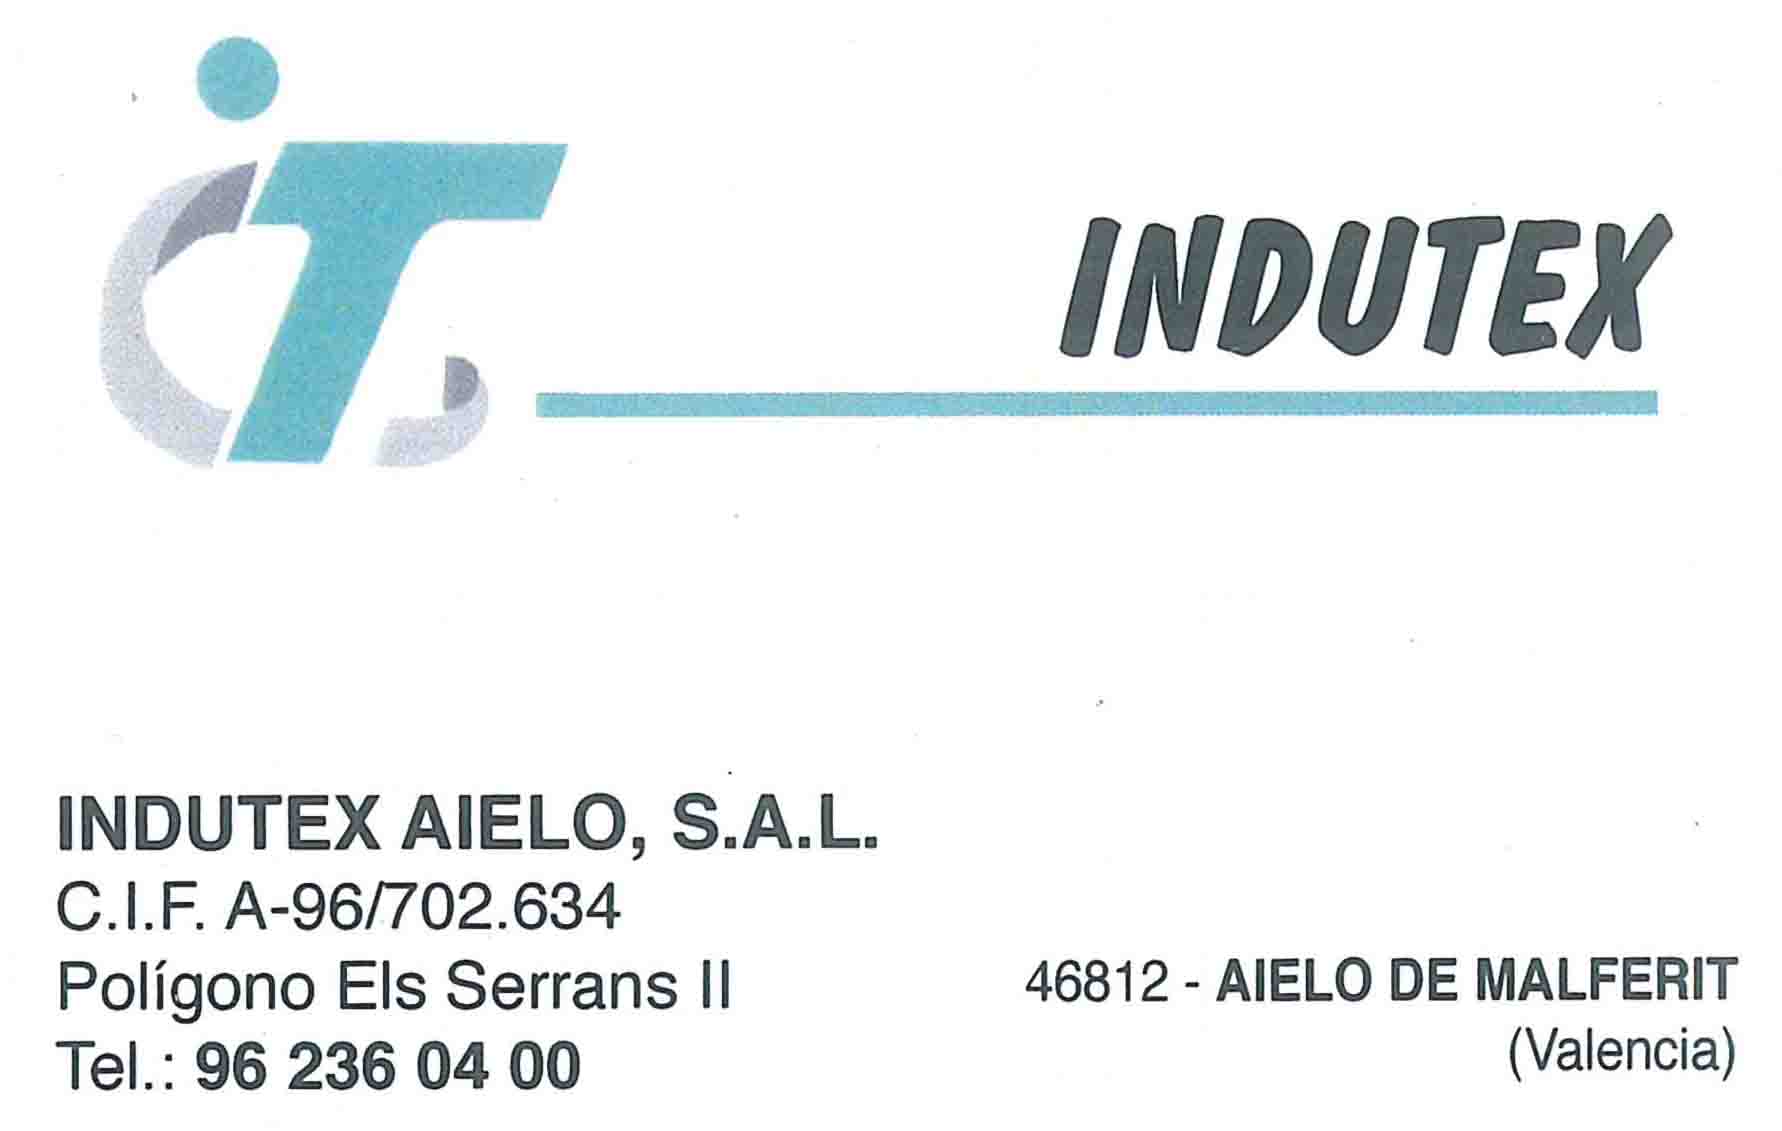 iT
INDUTEX
INDUTEX AIELO, S.A.L.
C.I.F. A-96/702.634
Polígono Els Serrans II
Tel.: 96 236 04 00
46812 - AIELO DE MALFERIT
(Valencia)